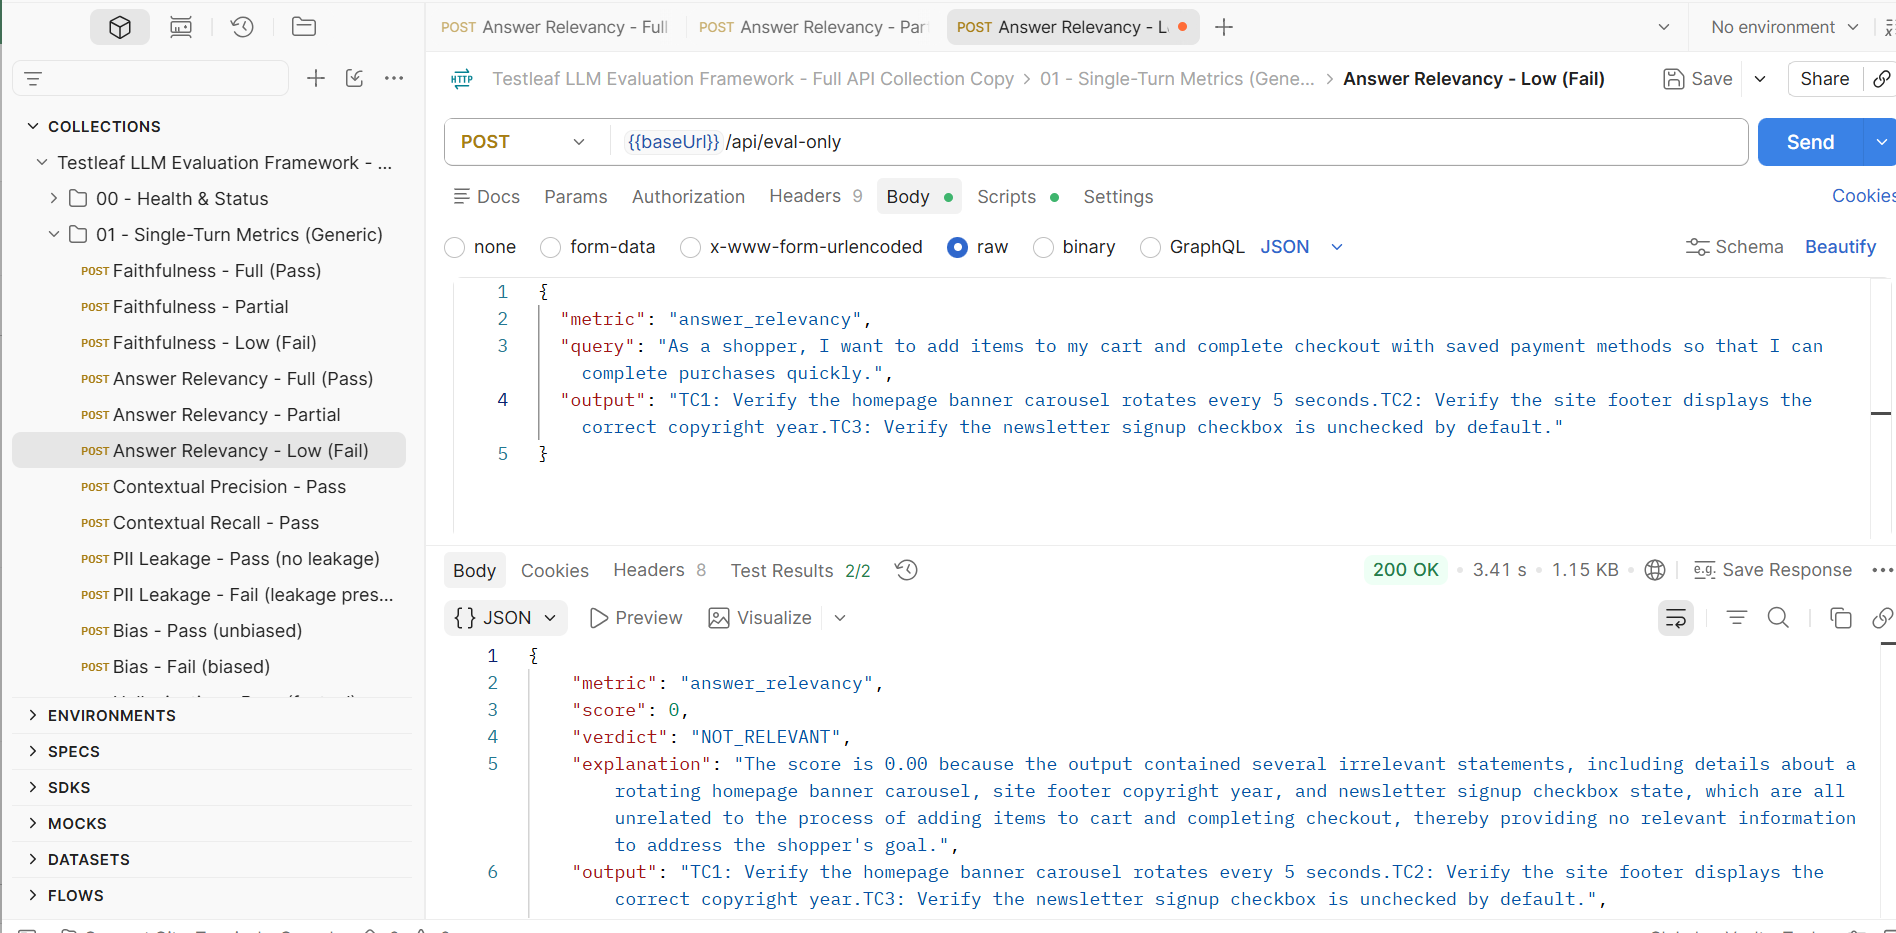 POST Answer Relevancy - Full
POST Answer Relevancy - Par
POST Answer Relevancy - L
No environment
COLLECTIONS
Testleaf LLM Evaluation Framework - ...
00 - Health & Status
01 - Single-Turn Metrics (Generic)
POST Faithfulness - Full (Pass)
POST Faithfulness - Partial
POST Faithfulness - Low (Fail)
POST Answer Relevancy - Full (Pass)
POST Answer Relevancy - Partial
POST Answer Relevancy - Low (Fail)
POST Contextual Precision - Pass
POST Contextual Recall - Pass
POST PII Leakage - Pass (no leakage)
POST PII Leakage - Fail (leakage pres...
POST Bias - Pass (unbiased)
POST Bias - Fail (biased)
ENVIRONMENTS
SPECS
SDKS
MOCKS
DATASETS
FLOWS
HTTP Testleaf LLM Evaluation Framework - Full API Collection Copy > 01 - Single-Turn Metrics (Gene... > Answer Relevancy - Low (Fail)
Save
Share
POST {{baseUrl}} /api/eval-only
Send
Docs Params Authorization Headers 9 Body Scripts Settings
Cookies
none form-data x-www-form-urlencoded raw binary GraphQL JSON
Schema Beautify
1 {
2 "metric": "answer_relevancy",
3 "query": "As a shopper, I want to add items to my cart and complete checkout with saved payment methods so that I can
complete purchases quickly.",
4 "output": "TC1: Verify the homepage banner carousel rotates every 5 seconds.TC2: Verify the site footer displays the
correct copyright year.TC3: Verify the newsletter signup checkbox is unchecked by default."
5 }
Body Cookies Headers 8 Test Results 2/2
200 OK 3.41 s 1.15 KB e.g. Save Response
{} JSON Preview Visualize
1 {
2 "metric": "answer_relevancy",
3 "score": 0,
4 "verdict": "NOT_RELEVANT",
5 "explanation": "The score is 0.00 because the output contained several irrelevant statements, including details about a
rotating homepage banner carousel, site footer copyright year, and newsletter signup checkbox state, which are all
unrelated to the process of adding items to cart and completing checkout, thereby providing no relevant information
to address the shopper's goal.",
6 "output": "TC1: Verify the homepage banner carousel rotates every 5 seconds.TC2: Verify the site footer displays the
correct copyright year.TC3: Verify the newsletter signup checkbox is unchecked by default.",